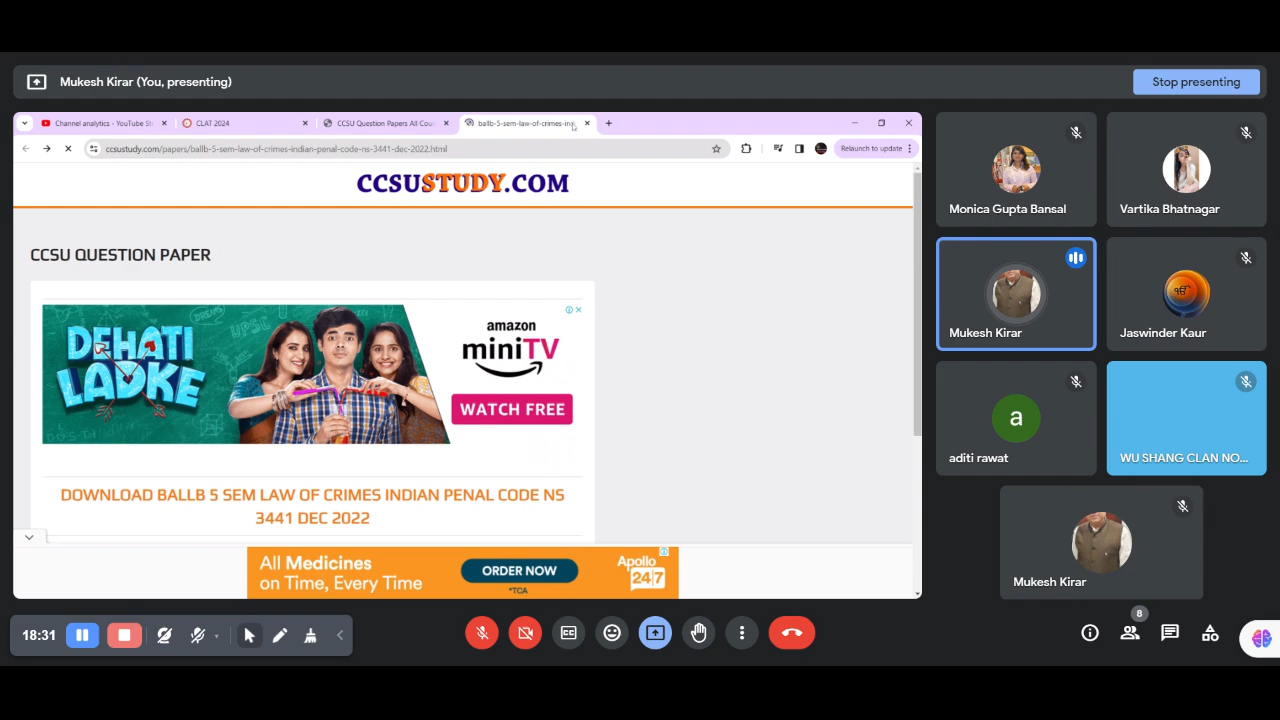 Mukesh Kirar (You, presenting)
Stop presenting
Channel analytics - YouTube St
CLAT 2024
CCSU Question Papers All Cou
ballb-5-sem-law-of-crimes-in
ccsustudy.com/papers/ballb-5-sem-law-of-crimes-indian-penal-code-ns-3441-dec-2022.html
Relaunch to update
CCSUSTUDY.COM
CCSU QUESTION PAPER
DEHATI
LADKE
DREAMS
UPSC
amazon
miniTV
WATCH FREE
DOWNLOAD BALLB 5 SEM LAW OF CRIMES INDIAN PENAL CODE NS
3441 DEC 2022
All Medicines
on Time, Every Time
ORDER NOW
*TCA
Apollo
24|7
Monica Gupta Bansal
Vartika Bhatnagar
Mukesh Kirar
ੴ
Jaswinder Kaur
a
aditi rawat
WU SHANG CLAN NO...
Mukesh Kirar
18:31
CC
8